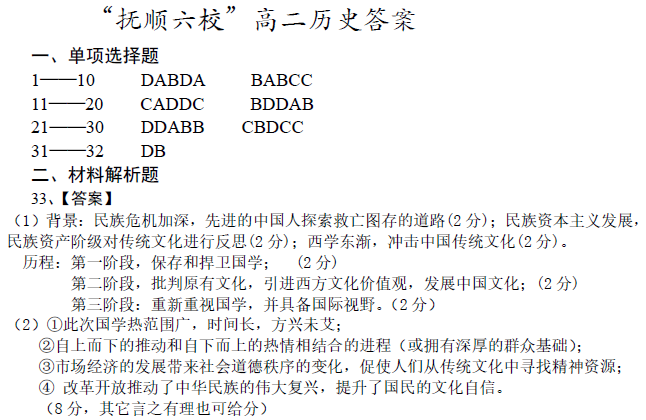 “抚顺六校”高二历史答案
一、单项选择题
1——10 DABDA BABCC
11——20 CADDC BDDAB
21——30 DDABB CBDCC
31——32 DB
二、材料解析题
33、【答案】
(1)背景：民族危机加深，先进的中国人探索救亡图存的道路(2分)；民族资本主义发展，
民族资产阶级对传统文化进行反思(2分)；西学东渐，冲击中国传统文化(2分)。
历程：第一阶段，保存和捍卫国学； (2分)
第二阶段，批判原有文化，引进西方文化价值观，发展中国文化；(2分)
第三阶段：重新重视国学，并具备国际视野。（2分）
(2)①此次国学热范围广，时间长，方兴未艾；
②自上而下的推动和自下而上的热情相结合的进程（或拥有深厚的群众基础）；
③市场经济的发展带来社会道德秩序的变化，促使人们从传统文化中寻找精神资源；
④ 改革开放推动了中华民族的伟大复兴，提升了国民的文化自信。
（8分，其它言之有理也可给分）